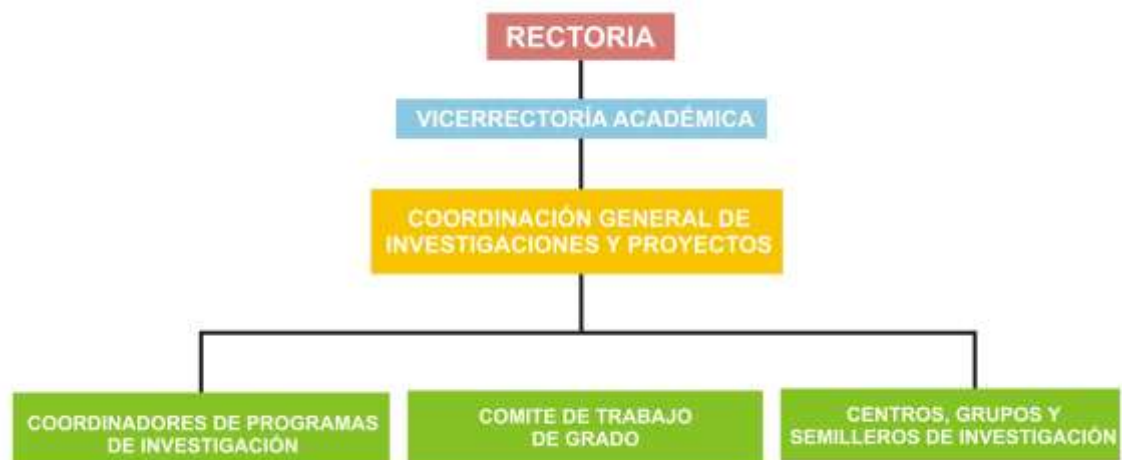 RECTORIA
VICERRECTORÍA ACADÉMICA
COORDINACIÓN GENERAL DE
INVESTIGACIONES Y PROYECTOS
COORDINADORES DE PROGRAMAS
DE INVESTIGACIÓN
COMITE DE TRABAJO
DE GRADO
CENTROS, GRUPOS Y
SEMILLEROS DE INVESTIGACIÓN